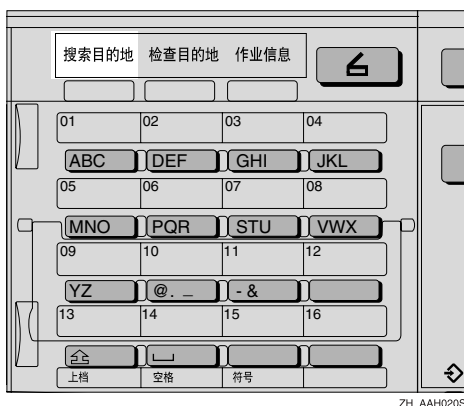 搜索目的地 检查目的地 作业信息
01 02 03 04
ABC DEF GHI JKL
05 06 07 08
MNO PQR STU VWX
09 10 11 12
YZ @. _ - &
13 14 15 16
上档 空格 符号
ZH_AAH020S